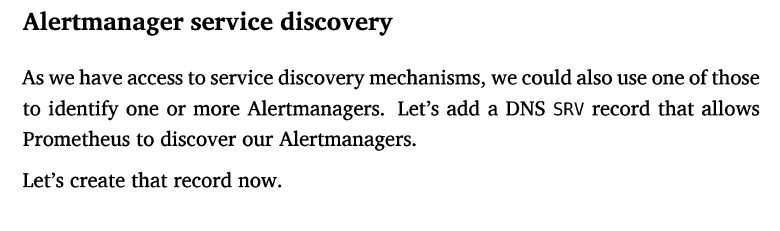 Alertmanager service discovery
As we have access to service discovery mechanisms, we could also use one of those
to identify one or more Alertmanagers. Let’s add a DNS SRV record that allows
Prometheus to discover our Alertmanagers.
Let’s create that record now.